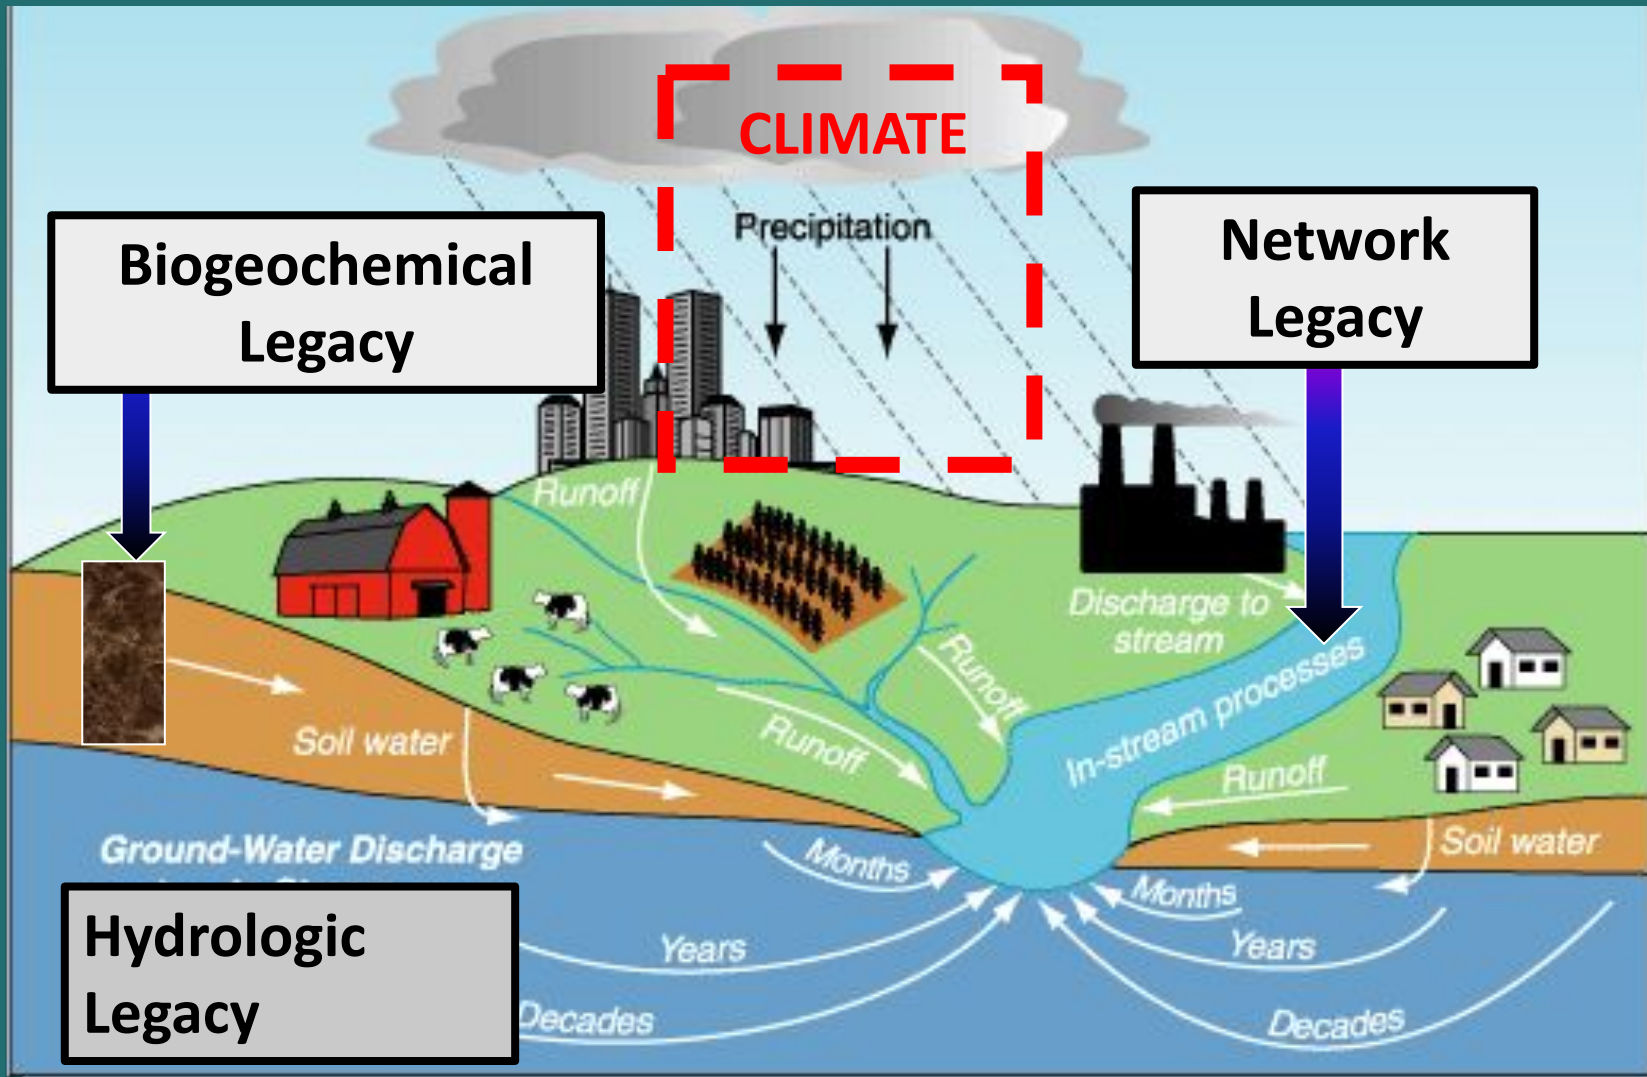 CLIMATE
Precipitation
Biogeochemical
Legacy
Network
Legacy
Runoff
Discharge to
stream
Runoff
Runoff
In-stream processes
Soil water
Runoff
Soil water
Ground-Water Discharge
Months
Months
Hydrologic
Legacy
Years
Years
Decades
Decades